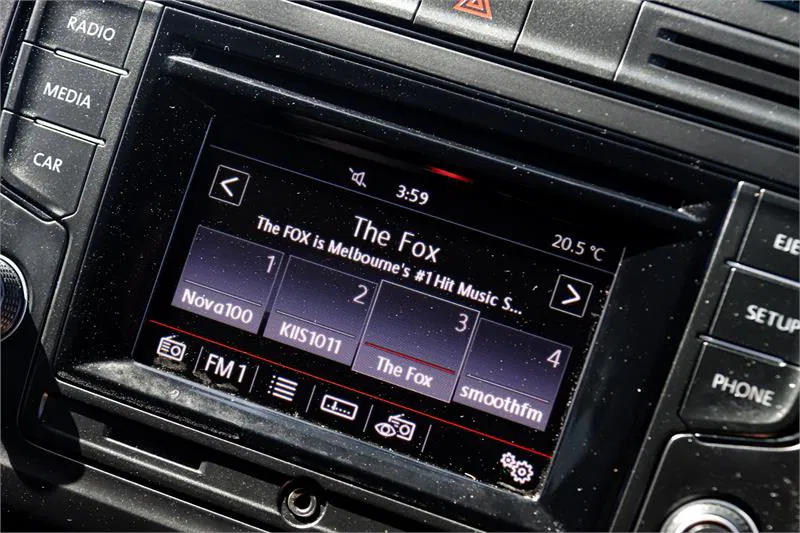 RADIO
MEDIA
CAR
3:59
20.5 °C
The Fox
The FOX is Melbourne's #1 Hit Music S...
1
Nova100
2
KIIS1011
3
The Fox
4
smoothfm
FM1
EJE
SETUP
PHONE